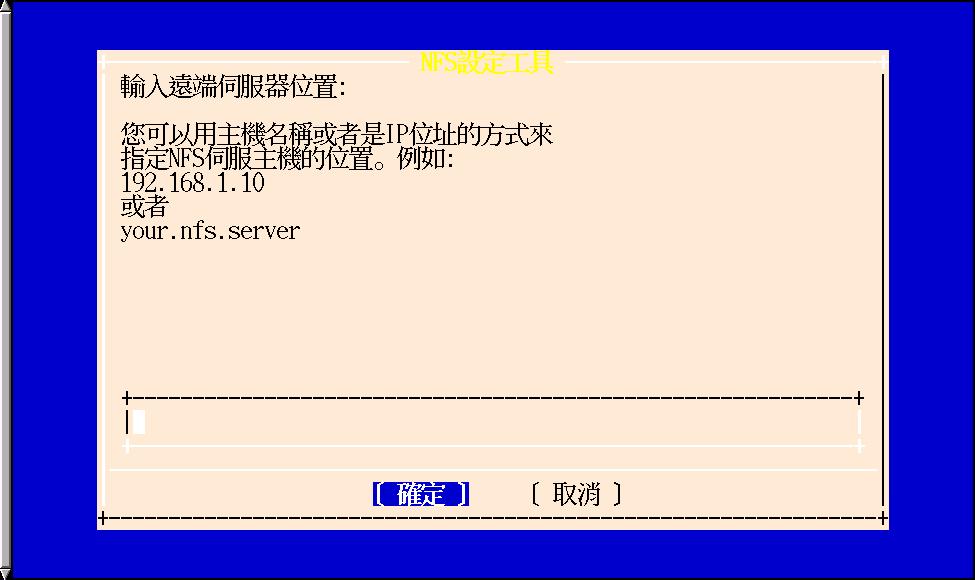 NFS設定工具
輸入遠端伺服器位置:
您可以用主機名稱或者是IP位址的方式來
指定NFS伺服主機的位置。例如:
192.168.1.10
或者
your.nfs.server
[ 確定 ] [ 取消 ]